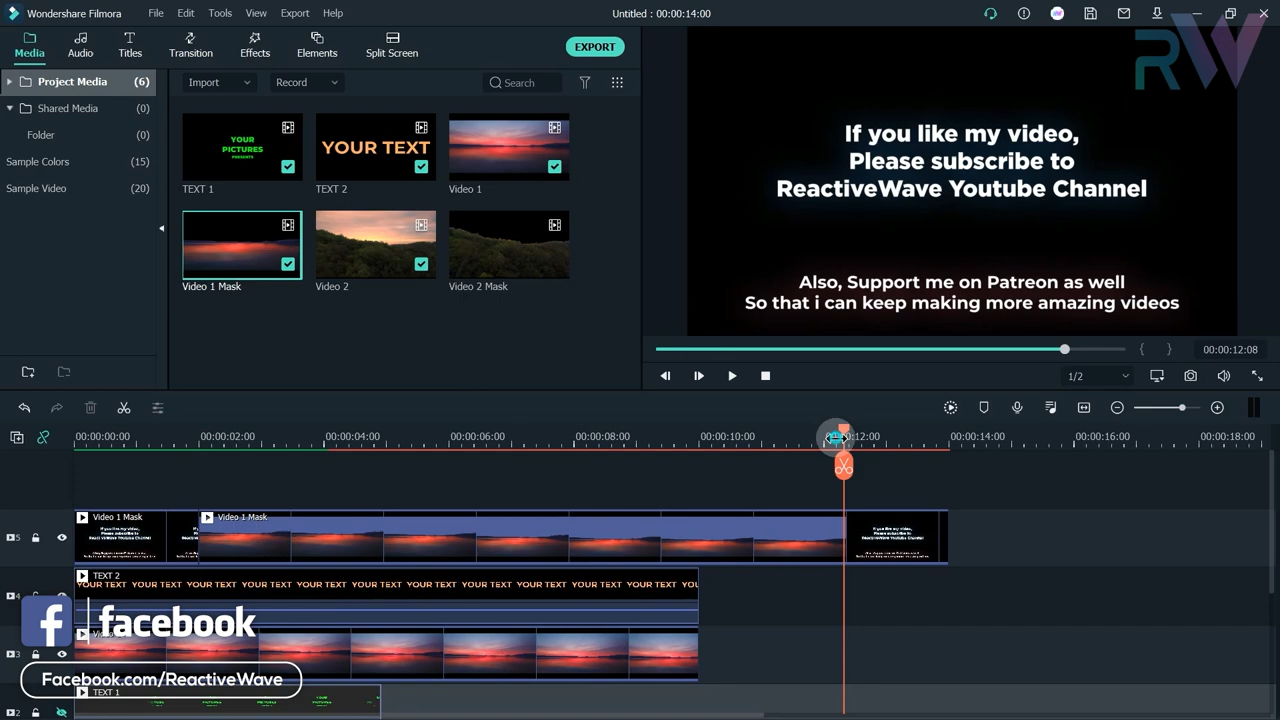 Wondershare Filmora
File
Edit
Tools
View
Export
Help
Untitled : 00:00:14:00
Media
Audio
Titles
Transition
Effects
Elements
Split Screen
EXPORT
RW
Project Media (6)
Shared Media (0)
Folder (0)
Sample Colors (15)
Sample Video (20)
Import
Record
Search
YOUR
PICTURES
PRESENTS
YOUR TEXT
TEXT 1
TEXT 2
Video 1
Video 1 Mask
Video 2
Video 2 Mask
If you like my video,
Please subscribe to
ReactiveWave Youtube Channel
Also, Support me on Patreon as well
So that i can keep making more amazing videos
00:00:12:08
1/2
00:00:00:00
00:00:02:00
00:00:04:00
00:00:06:00
00:00:08:00
00:00:10:00
12:00
00:00:14:00
00:00:16:00
00:00:18:00
5
Video 1 Mask
Video 1 Mask
4
TEXT 2
YOUR TEXT YOUR TEXT YOUR TEXT YOUR TEXT YOUR TEXT YOUR TEXT YOUR TEXT YOUR TEXT YOUR TEXT YOUR TEXT YOUR
facebook
3
Facebook.com/ReactiveWave
TEXT 1
2